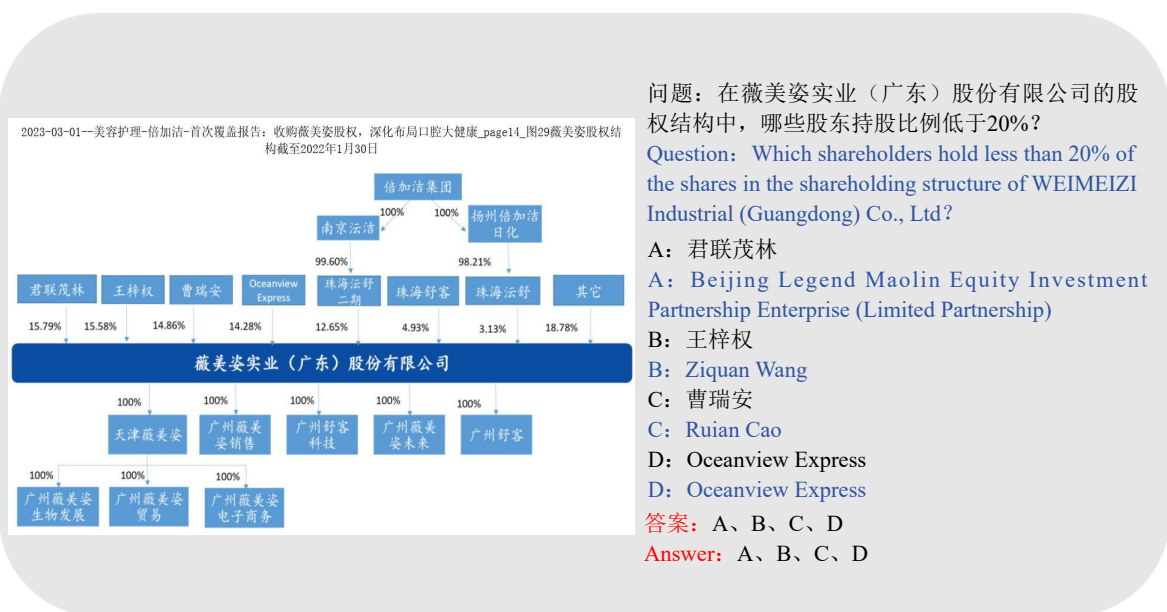 2023-03-01--美容护理-倍加洁-首次覆盖报告：收购薇美姿股权，深化布局口腔大健康_page14_图29薇美姿股权结
构截至2022年1月30日
倍加洁集团
100%
100%
南京沄洁
扬州倍加洁
日化
99.60%
98.21%
君联茂林
王梓权
曹瑞安
Oceanview
Express
珠海沄舒
二期
珠海舒客
珠海沄舒
其它
15.79%
15.58%
14.86%
14.28%
12.65%
4.93%
3.13%
18.78%
薇美姿实业（广东）股份有限公司
100%
100%
100%
100%
100%
天津薇美姿
广州薇美
姿销售
广州舒客
科技
广州薇美
姿未来
广州舒客
100%
100%
100%
广州薇美姿
生物发展
广州薇美姿
贸易
广州薇美姿
电子商务
问题：在薇美姿实业（广东）股份有限公司的股
权结构中，哪些股东持股比例低于20%？
Question：Which shareholders hold less than 20% of
the shares in the shareholding structure of WEIMEIZI
Industrial (Guangdong) Co., Ltd？
A：君联茂林
A：Beijing Legend Maolin Equity Investment
Partnership Enterprise (Limited Partnership)
B：王梓权
B：Ziquan Wang
C：曹瑞安
C：Ruian Cao
D：Oceanview Express
D：Oceanview Express
答案：A、B、C、D
Answer：A、B、C、D